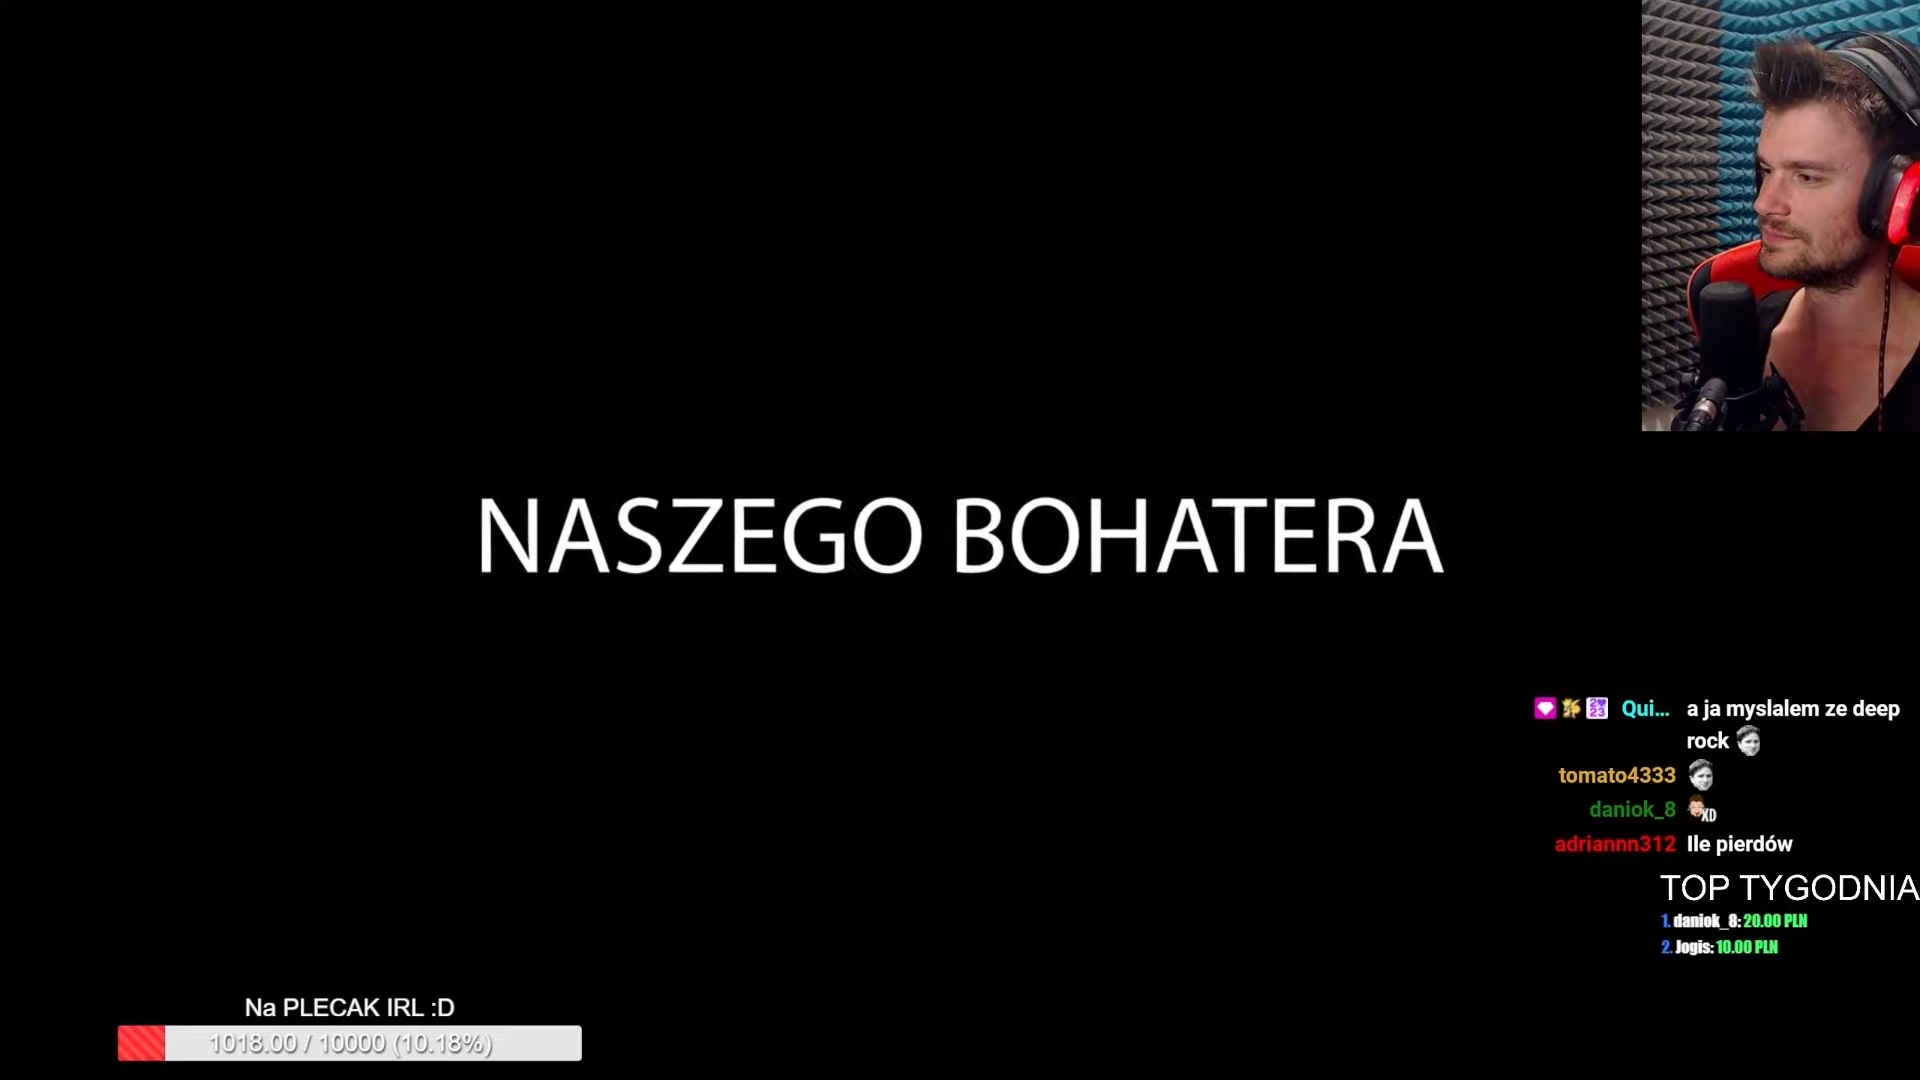 NASZEGO BOHATERA
Qui... a ja myslalem ze deep
rock
tomato4333
daniok_8
adriannn312 Ile pierdów
TOP TYGODNIA
1. daniok_8: 20.00 PLN
2. Jogis: 10.00 PLN
Na PLECAK IRL :D
1018.00 / 10000 (10.18%)